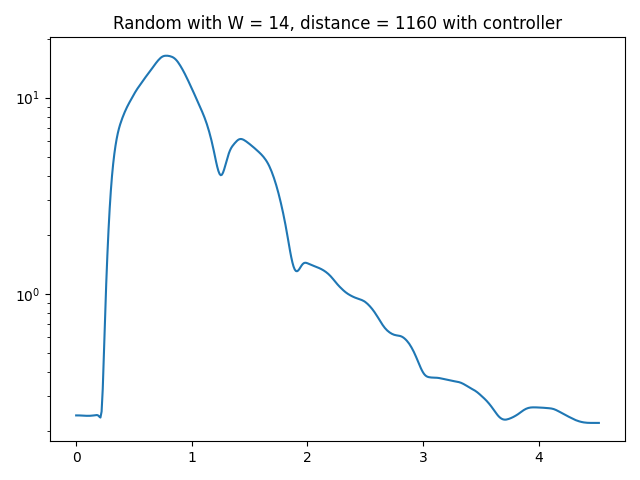 Random with W = 14, distance = 1160 with controller
10¹
10⁰
0 1 2 3 4